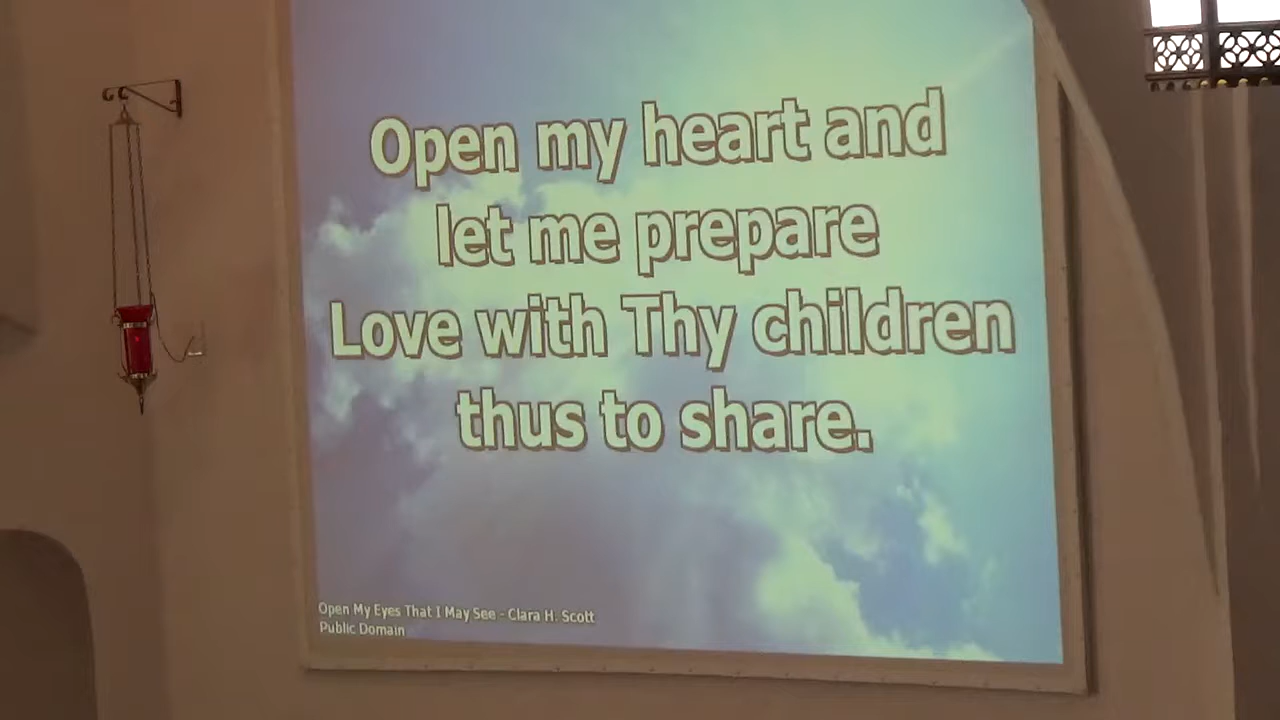 Open my heart and
let me prepare
Love with Thy children
thus to share.
Open My Eyes That I May See - Clara H. Scott
Public Domain